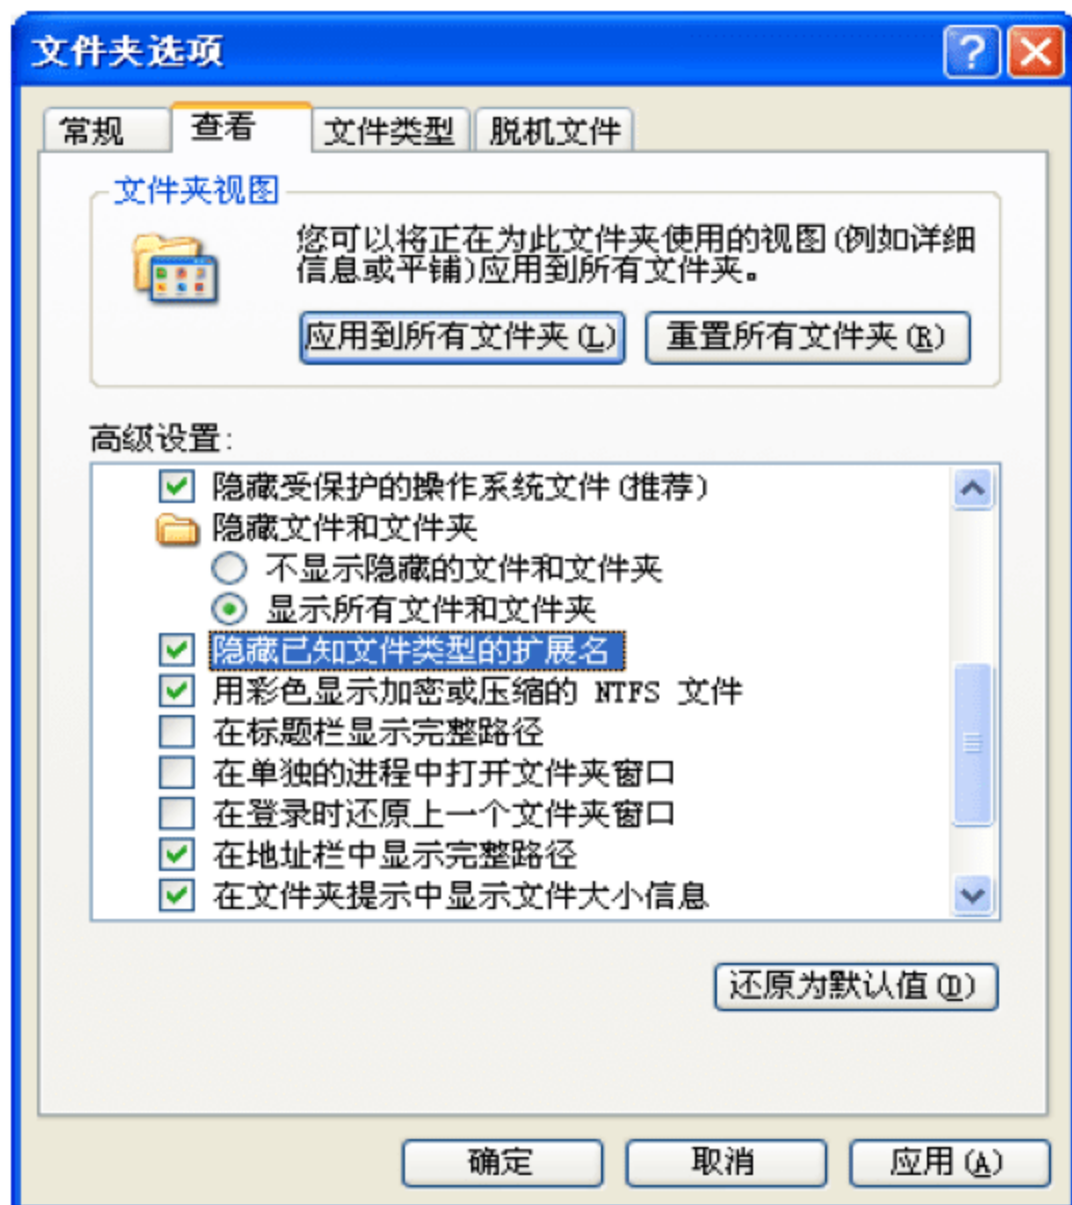 文件夹选项
常规 查看 文件类型 脱机文件
文件夹视图
您可以将正在为此文件夹使用的视图(例如详细
信息或平铺)应用到所有文件夹。
应用到所有文件夹(L) 重置所有文件夹(R)
高级设置:
隐藏受保护的操作系统文件(推荐)
隐藏文件和文件夹
不显示隐藏的文件和文件夹
显示所有文件和文件夹
隐藏已知文件类型的扩展名
用彩色显示加密或压缩的 NTFS 文件
在标题栏显示完整路径
在单独的进程中打开文件夹窗口
在登录时还原上一个文件夹窗口
在地址栏中显示完整路径
在文件夹提示中显示文件大小信息
还原为默认值(D)
确定 取消 应用(A)